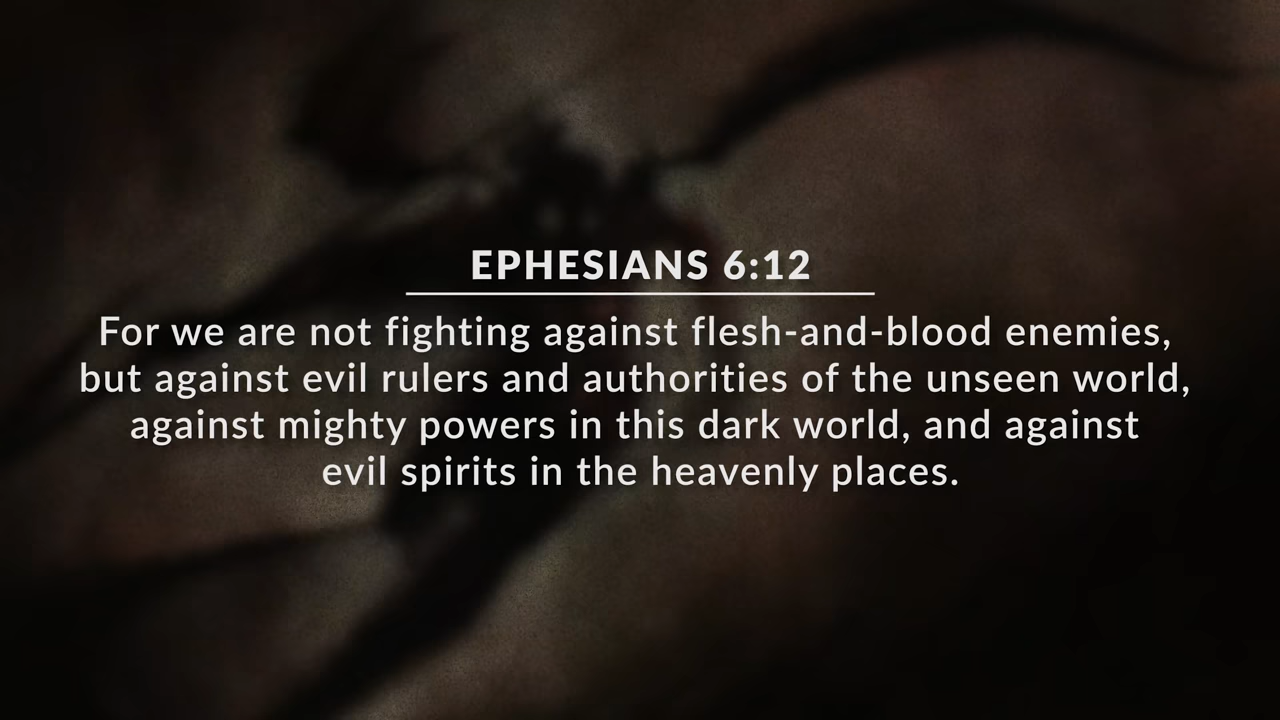 EPHESIANS 6:12
For we are not fighting against flesh-and-blood enemies,
but against evil rulers and authorities of the unseen world,
against mighty powers in this dark world, and against
evil spirits in the heavenly places.